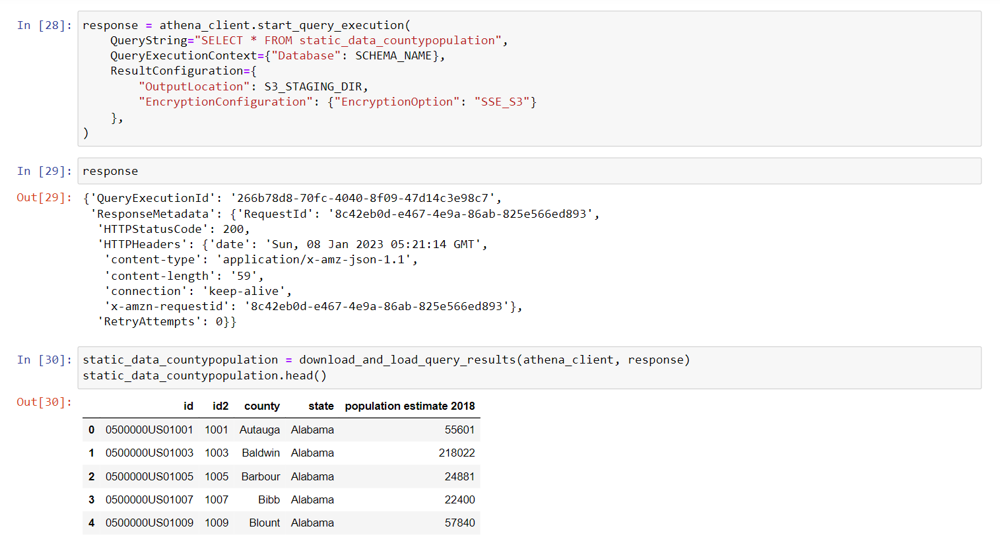 In [28]: response = athena_client.start_query_execution(
QueryString="SELECT * FROM static_data_countypopulation",
QueryExecutionContext={"Database": SCHEMA_NAME},
ResultConfiguration={
"OutputLocation": S3_STAGING_DIR,
"EncryptionConfiguration": {"EncryptionOption": "SSE_S3"}
},
)
In [29]: response
Out[29]: {'QueryExecutionId': '266b78d8-70fc-4040-8f09-47d14c3e98c7',
'ResponseMetadata': {'RequestId': '8c42eb0d-e467-4e9a-86ab-825e566ed893',
'HTTPStatusCode': 200,
'HTTPHeaders': {'date': 'Sun, 08 Jan 2023 05:21:14 GMT',
'content-type': 'application/x-amz-json-1.1',
'content-length': '59',
'connection': 'keep-alive',
'x-amzn-requestid': '8c42eb0d-e467-4e9a-86ab-825e566ed893'},
'RetryAttempts': 0}}
In [30]: static_data_countypopulation = download_and_load_query_results(athena_client, response)
static_data_countypopulation.head()
Out[30]:
id id2 county state population estimate 2018
0 0500000US01001 1001 Autauga Alabama 55601
1 0500000US01003 1003 Baldwin Alabama 218022
2 0500000US01005 1005 Barbour Alabama 24881
3 0500000US01007 1007 Bibb Alabama 22400
4 0500000US01009 1009 Blount Alabama 57840